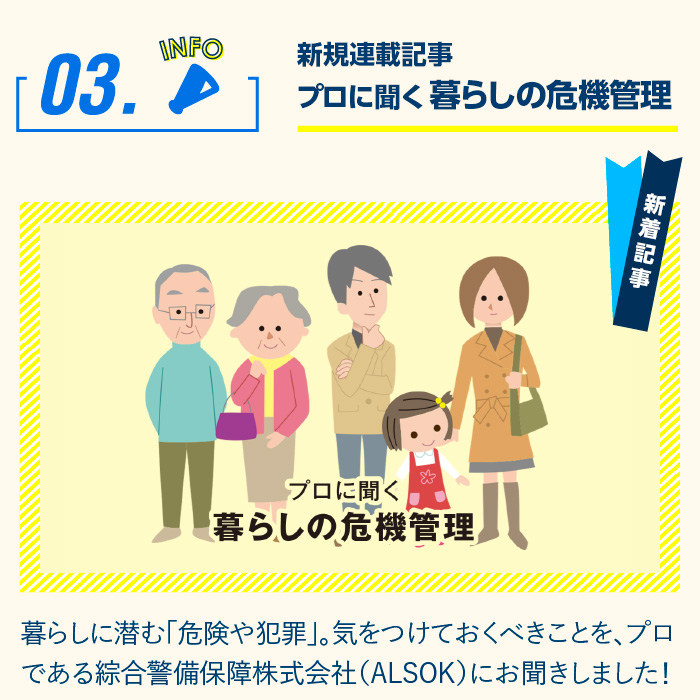 03.
INFO
新規連載記事
プロに聞く 暮らしの危機管理
新着記事
プロに聞く
暮らしの危機管理
暮らしに潜む「危険や犯罪」。気をつけておくべきことを、プロ
である綜合警備保障株式会社(ALSOK)にお聞きしました!